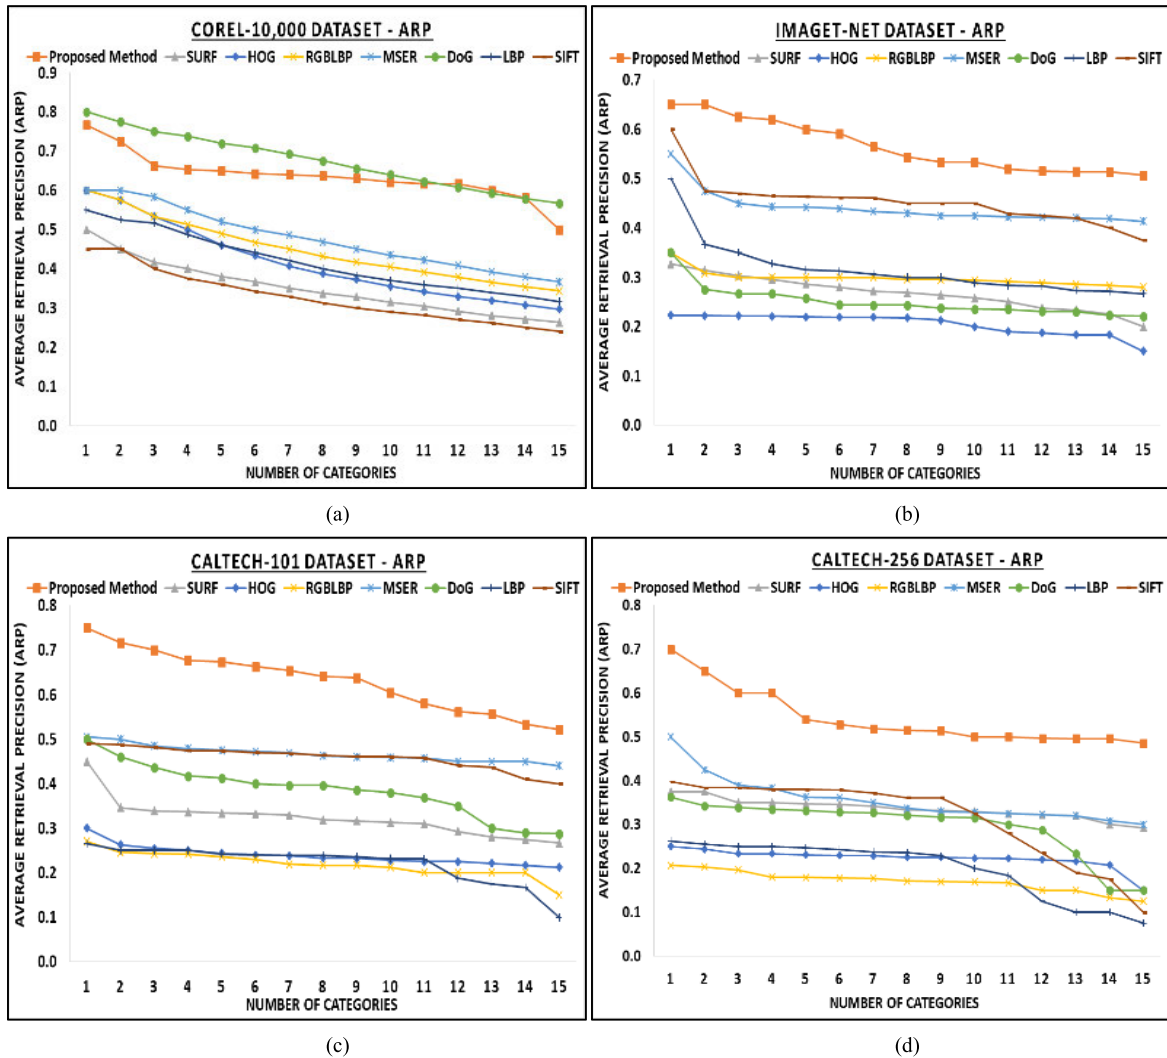 COREL-10,000 DATASET - ARP
Proposed Method SURF HOG RGBLBP MSER DoG LBP SIFT
AVERAGE RETRIEVAL PRECISION (ARP)
0.9
0.8
0.7
0.6
0.5
0.4
0.3
0.2
0.1
0.0
1 2 3 4 5 6 7 8 9 10 11 12 13 14 15
NUMBER OF CATEGORIES
(a)
IMAGET-NET DATASET - ARP
Proposed Method SURF HOG RGBLBP MSER DoG LBP SIFT
AVERAGE RETRIEVAL PRECISION (ARP)
0.7
0.6
0.5
0.4
0.3
0.2
0.1
0.0
1 2 3 4 5 6 7 8 9 10 11 12 13 14 15
NUMBER OF CATEGORIES
(b)
CALTECH-101 DATASET - ARP
Proposed Method SURF HOG RGBLBP MSER DoG LBP SIFT
AVERAGE RETRIEVAL PRECISION (ARP)
0.8
0.7
0.6
0.5
0.4
0.3
0.2
0.1
0.0
1 2 3 4 5 6 7 8 9 10 11 12 13 14 15
NUMBER OF CATEGORIES
(c)
CALTECH-256 DATASET - ARP
Proposed Method SURF HOG RGBLBP MSER DoG LBP SIFT
AVERAGE RETRIEVAL PRECISION (ARP)
0.8
0.7
0.6
0.5
0.4
0.3
0.2
0.1
0.0
1 2 3 4 5 6 7 8 9 10 11 12 13 14 15
NUMBER OF CATEGORIES
(d)